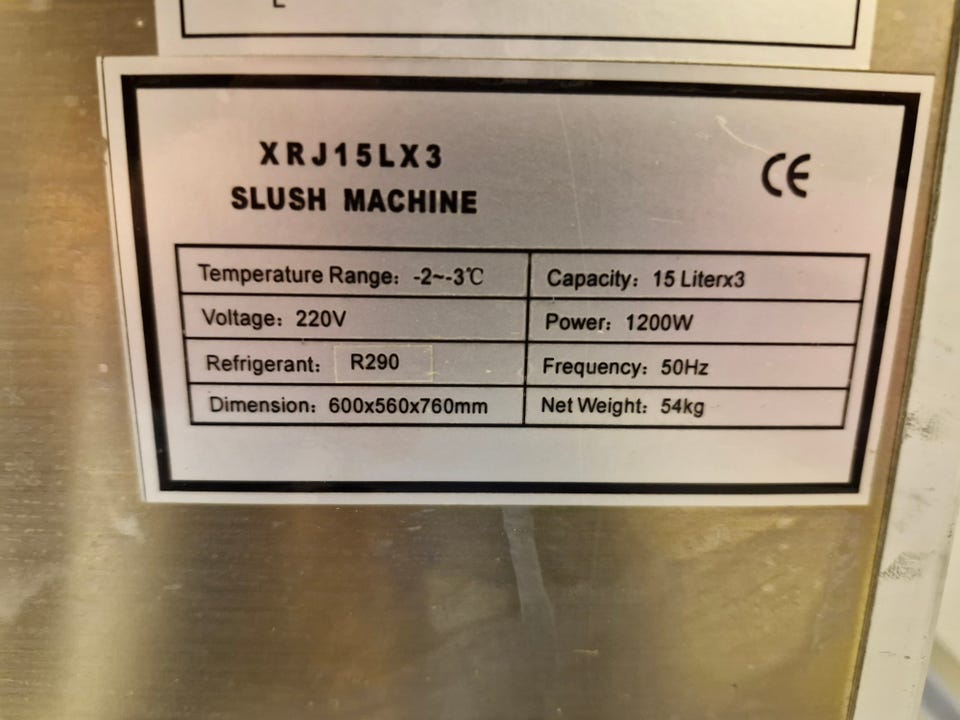 XRJ15LX3
CE
SLUSH MACHINE
Temperature Range: -2~-3℃ Capacity: 15 Literx3
Voltage: 220V Power: 1200W
Refrigerant: R290 Frequency: 50Hz
Dimension: 600x560x760mm Net Weight: 54kg